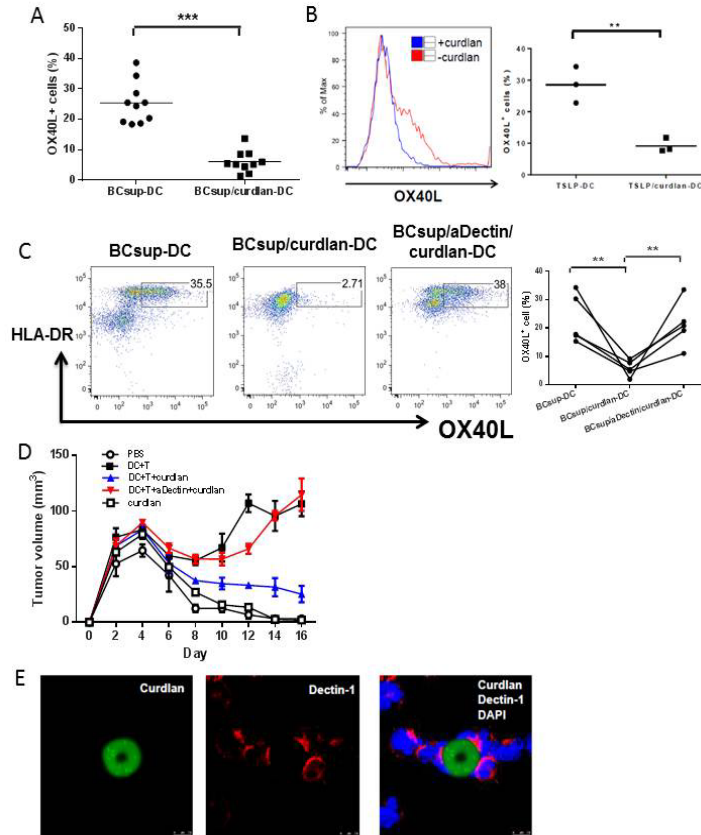 A
***
OX40L+ cells (%)
50
40
30
20
10
0
BCsup-DC
BCsup/curdlan-DC
B
% of Max
100
80
60
40
20
0
+curdlan
-curdlan
OX40L
**
OX40L+ cells (%)
40
30
20
10
0
TSLP-DC
TSLP/curdlan-DC
C
BCsup-DC
BCsup/curdlan-DC
BCsup/aDectin/
curdlan-DC
35.5
2.71
38
HLA-DR
OX40L
** **
OX40L+ cell (%)
40
30
20
10
0
BCsup-DC
BCsup/curdlan-DC
BCsup/aDectin/curdlan-DC
D
PBS
DC+T
DC+T+curdlan
DC+T+aDectin+curdlan
curdlan
Tumor volume (mm3)
150
100
50
0
0 2 4 6 8 10 12 14 16
Day
E
Curdlan
Dectin-1
Curdlan
Dectin-1
DAPI